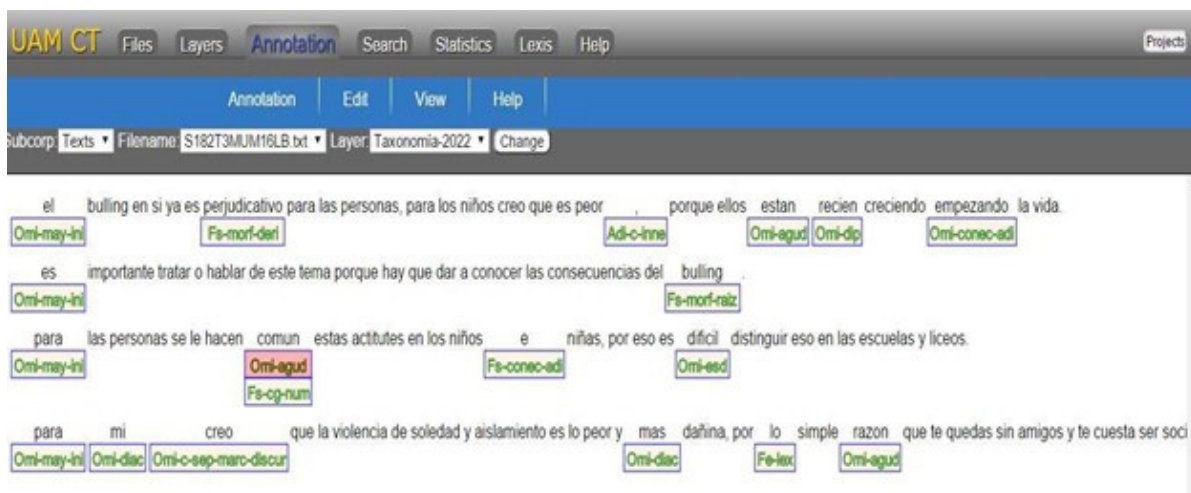 UAM CT Files Layers Annotation Search Statistics Lexis Help Projects
Annotation Edit View Help
Subcorp: Texts Filename: S182T3MUM16LB.txt Layer: Taxonomia-2022 Change
el bulling en si ya es perjudicativo para las personas, para los niños creo que es peor , porque ellos estan recien creciendo empezando la vida.
Omi-may-ini Fs-morf-deri Adi-c-inne Omi-agud Omi-dip Omi-conec-adi
es importante tratar o hablar de este tema porque hay que dar a conocer las consecuencias del bulling .
Omi-may-ini Fs-morf-raiz
para las personas se le hacen comun estas actitutes en los niños e niñas, por eso es dificil distinguir eso en las escuelas y liceos.
Omi-may-ini Omi-agud Fs-conec-adi Omi-esd
Fs-cg-num
para mi creo que la violencia de soledad y aislamiento es lo peor y mas dañina, por lo simple razon que te quedas sin amigos y te cuesta ser soci
Omi-may-ini Omi-diac Omi-c-sep-marc-discur Omi-diac Fe-lex Omi-agud